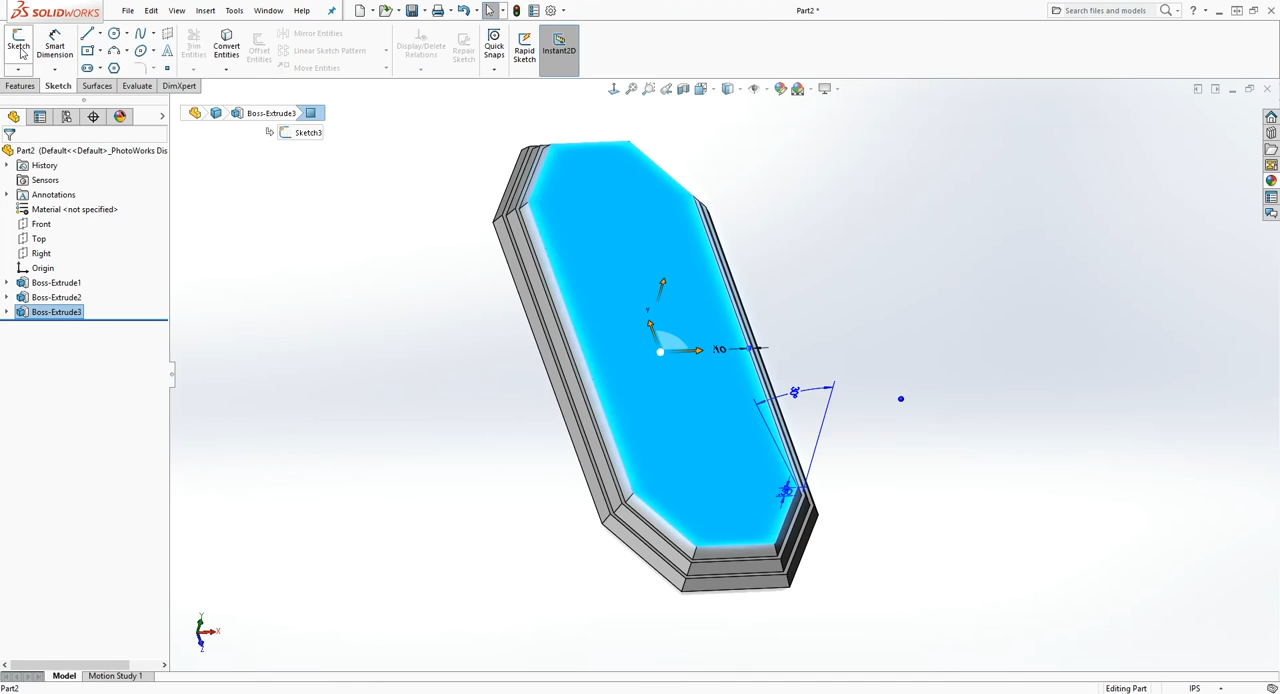 SOLIDWORKS
File
Edit
View
Insert
Tools
Window
Help
Part2 *
Search files and models
Sketch
Smart
Dimension
Trim
Entities
Convert
Entities
Offset
Entities
Mirror Entities
Linear Sketch Pattern
Move Entities
Display/Delete
Relations
Repair
Sketch
Quick
Snaps
Rapid
Sketch
Instant2D
Features
Sketch
Surfaces
Evaluate
DimXpert
Boss-Extrude3
Sketch3
Part2 (Default<<Default>_PhotoWorks Dis
History
Sensors
Annotations
Material <not specified>
Front
Top
Right
Origin
Boss-Extrude1
Boss-Extrude2
Boss-Extrude3
Y
X
Z
Model
Motion Study 1
Part2
Editing Part
IPS